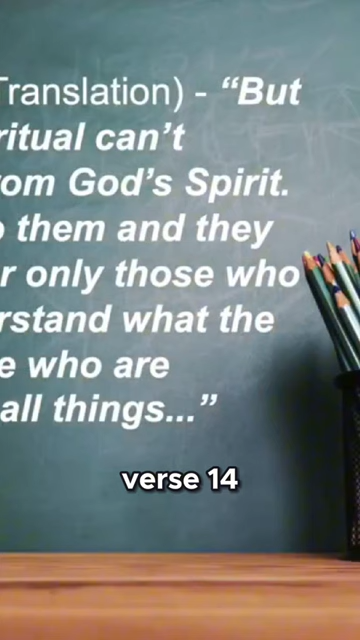 Translation) - “But
ritual can’t
rom God’s Spirit.
o them and they
r only those who
rstand what the
e who are
all things...”
verse 14